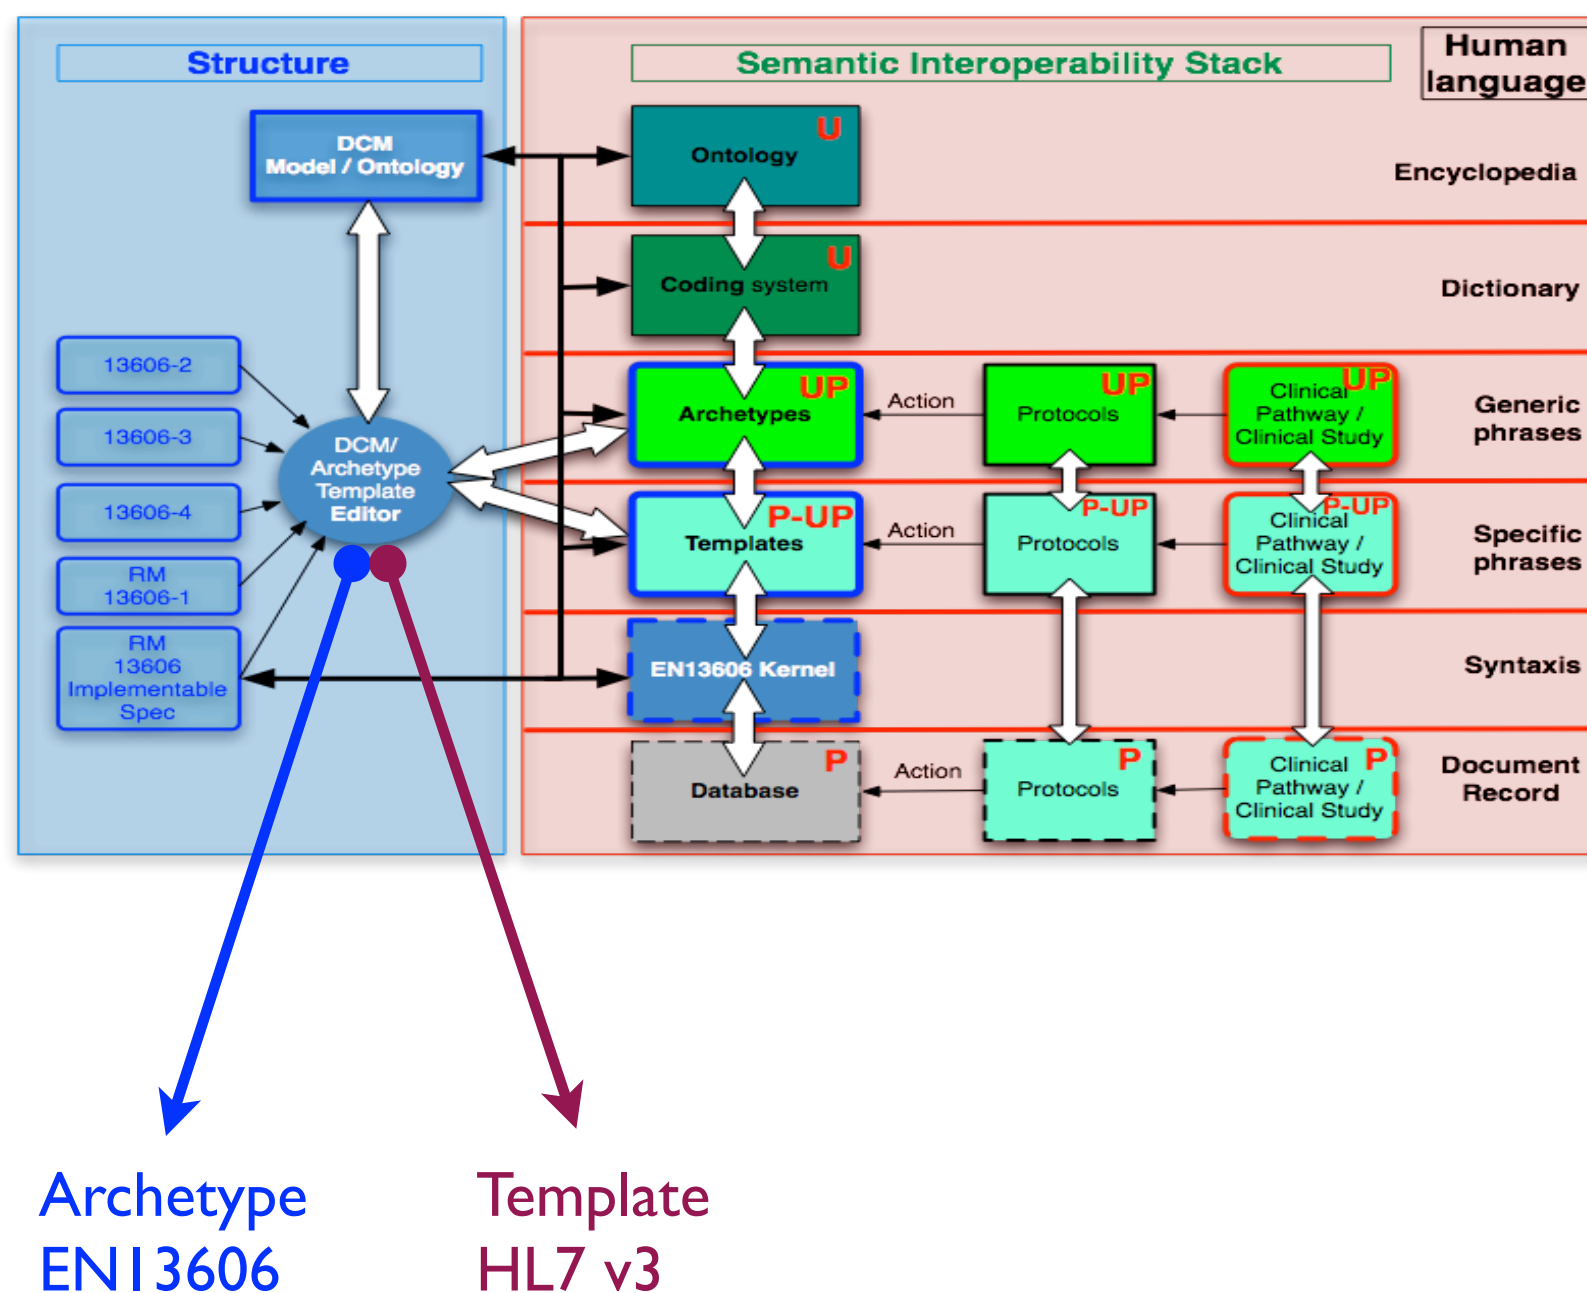 Structure
DCM
Model / Ontology
13606-2
13606-3
13606-4
RM
13606-1
RM
13606
Implementable
Spec
DCM/
Archetype
Template
Editor
Semantic Interoperability Stack
Human
language
Ontology
U
Encyclopedia
Coding system
U
Dictionary
Archetypes
UP
Action
Protocols
UP
Clinical
Pathway /
Clinical Study
UP
Generic
phrases
Templates
P-UP
Action
Protocols
P-UP
Clinical
Pathway /
Clinical Study
P-UP
Specific
phrases
EN13606 Kernel
Syntaxis
Database
P
Action
Protocols
P
Clinical
Pathway /
Clinical Study
P
Document
Record
Archetype
EN13606
Template
HL7 v3